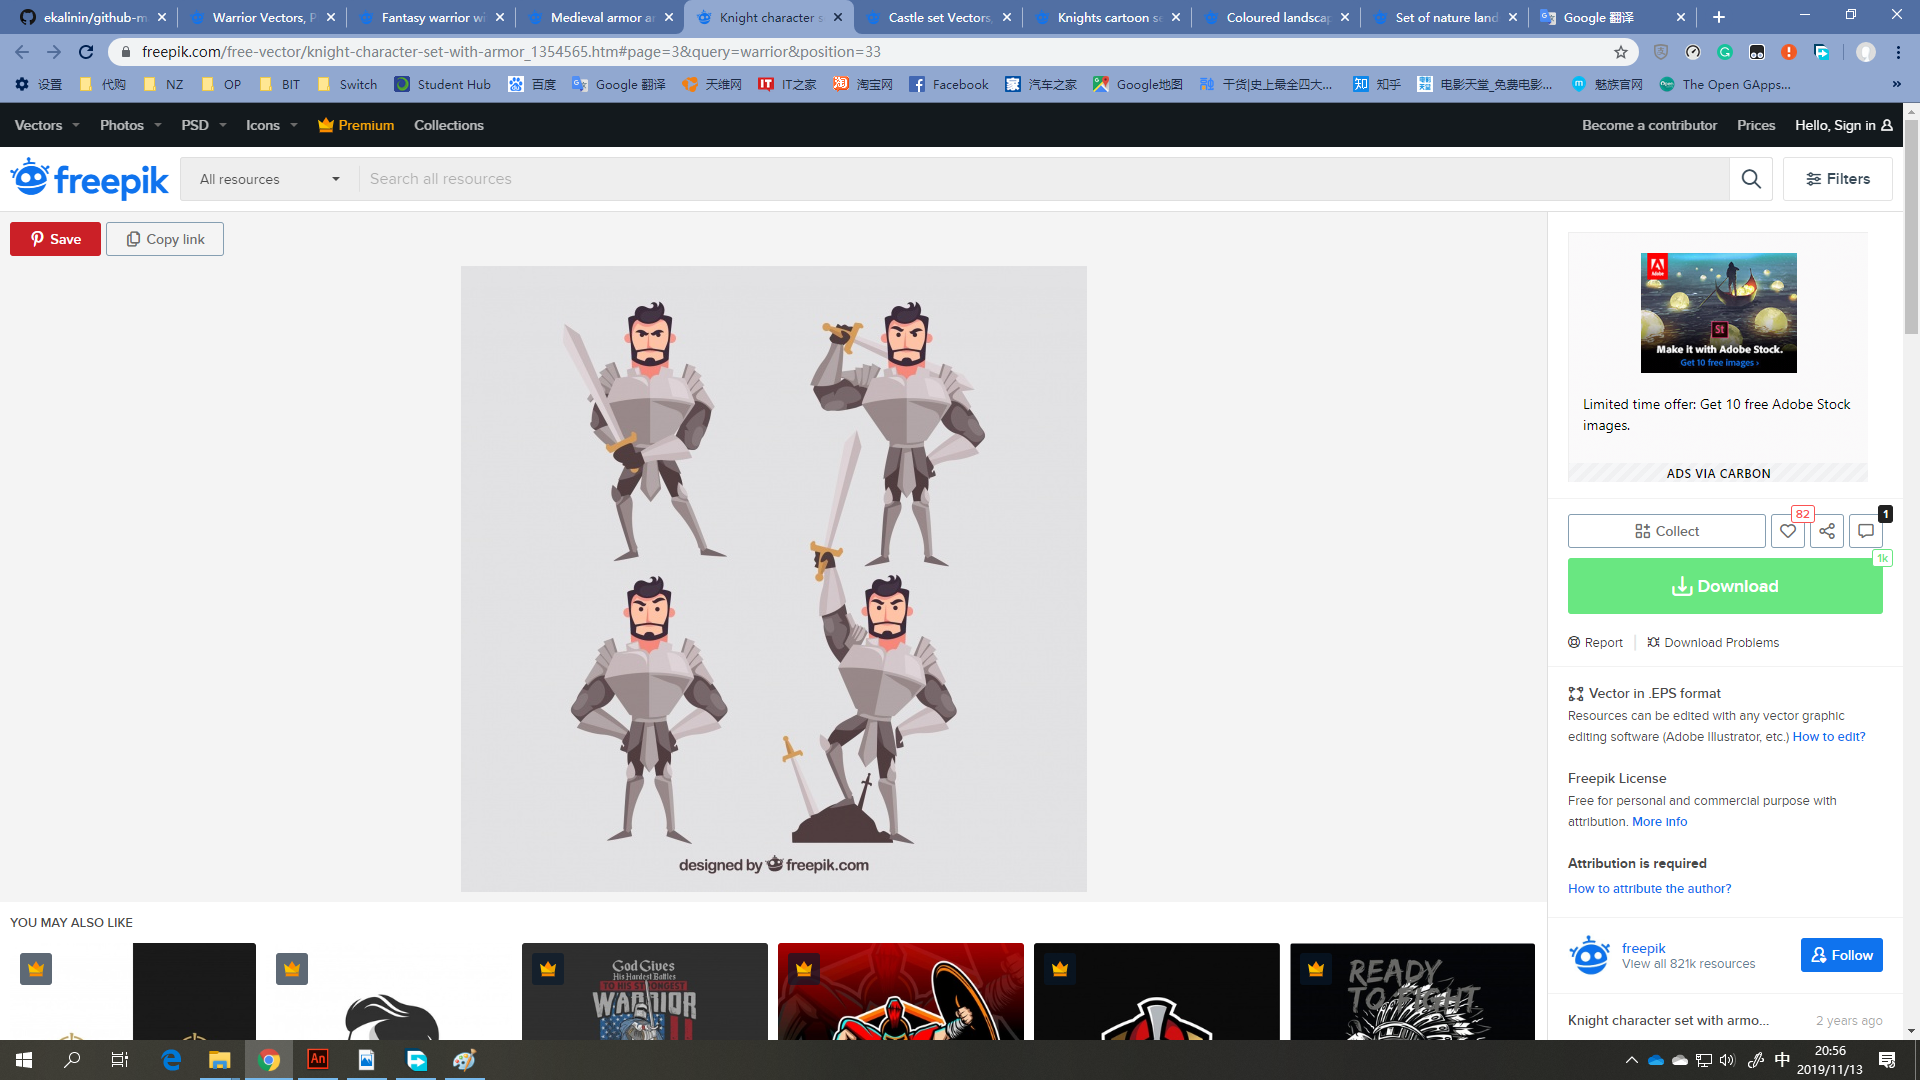 ekalinin/github-m
Warrior Vectors, P
Fantasy warrior wi
Medieval armor ar
Knight character s
Castle set Vectors,
Knights cartoon se
Coloured landscap
Set of nature land
Google 翻译
freepik.com/free-vector/knight-character-set-with-armor_1354565.htm#page=3&query=warrior&position=33
设置 代购 NZ OP BIT Switch Student Hub 百度 Google 翻译 天维网 IT之家 淘宝网 Facebook 汽车之家 Google地图 干货|史上最全四大... 知乎 电影天堂_免费电影... 魅族官网 The Open GApps...
Vectors Photos PSD Icons Premium Collections Become a contributor Prices Hello, Sign in
freepik All resources Search all resources Filters
Save Copy link
Adobe
St
Make it with Adobe Stock.
Get 10 free images >
Limited time offer: Get 10 free Adobe Stock
images.
ADS VIA CARBON
Collect 82 1
1k
Download
Report Download Problems
Vector in .EPS format
Resources can be edited with any vector graphic
editing software (Adobe Illustrator, etc.) How to edit?
Freepik License
Free for personal and commercial purpose with
attribution. More info
Attribution is required
How to attribute the author?
freepik
View all 821k resources
Follow
Knight character set with armo... 2 years ago
designed by freepik.com
YOU MAY ALSO LIKE
God Gives
His Hardest Battles
TO HIS STRONGEST
WARRIOR
READY
TO FIGHT
An
中
20:56
2019/11/13